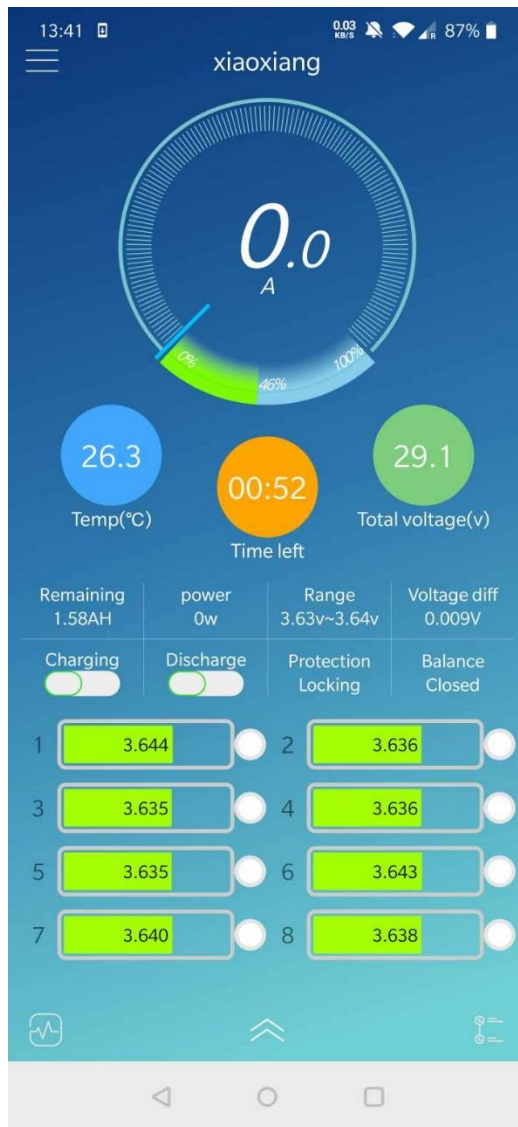 13:41
0.03 KB/S R 87%
xiaoxiang
0.0
A
0% 46% 100%
26.3 00:52 29.1
Temp(℃) Time left Total voltage(v)
Remaining power Range Voltage diff
1.58AH 0w 3.63v~3.64v 0.009V
Charging Discharge Protection Balance
Locking Closed
1 3.644 2 3.636
3 3.635 4 3.636
5 3.635 6 3.643
7 3.640 8 3.638